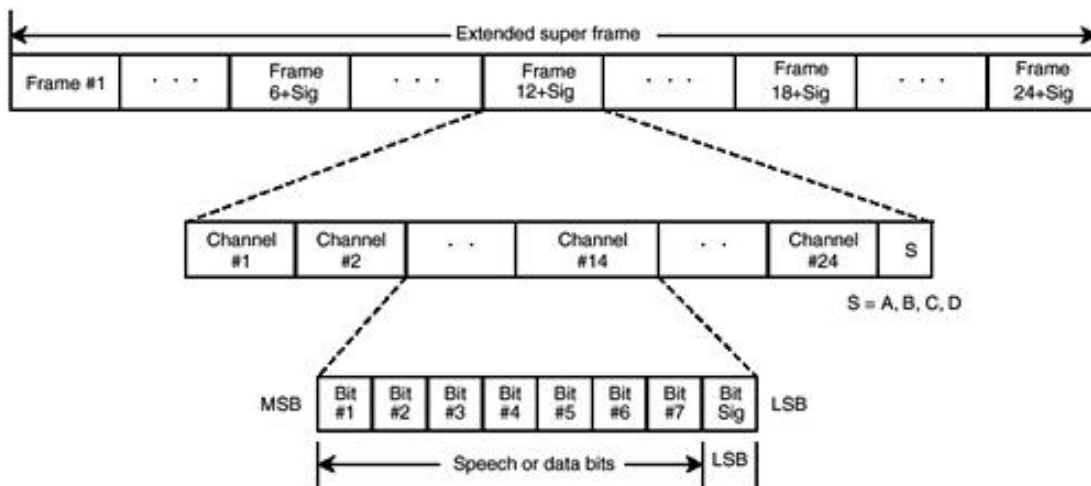 Extended super frame
Frame #1 . . . Frame 6+Sig . . . Frame 12+Sig . . . Frame 18+Sig . . . Frame 24+Sig
Channel #1 Channel #2 . . Channel #14 . . Channel #24 S
S = A, B, C, D
MSB Bit #1 Bit #2 Bit #3 Bit #4 Bit #5 Bit #6 Bit #7 Bit Sig LSB
Speech or data bits LSB